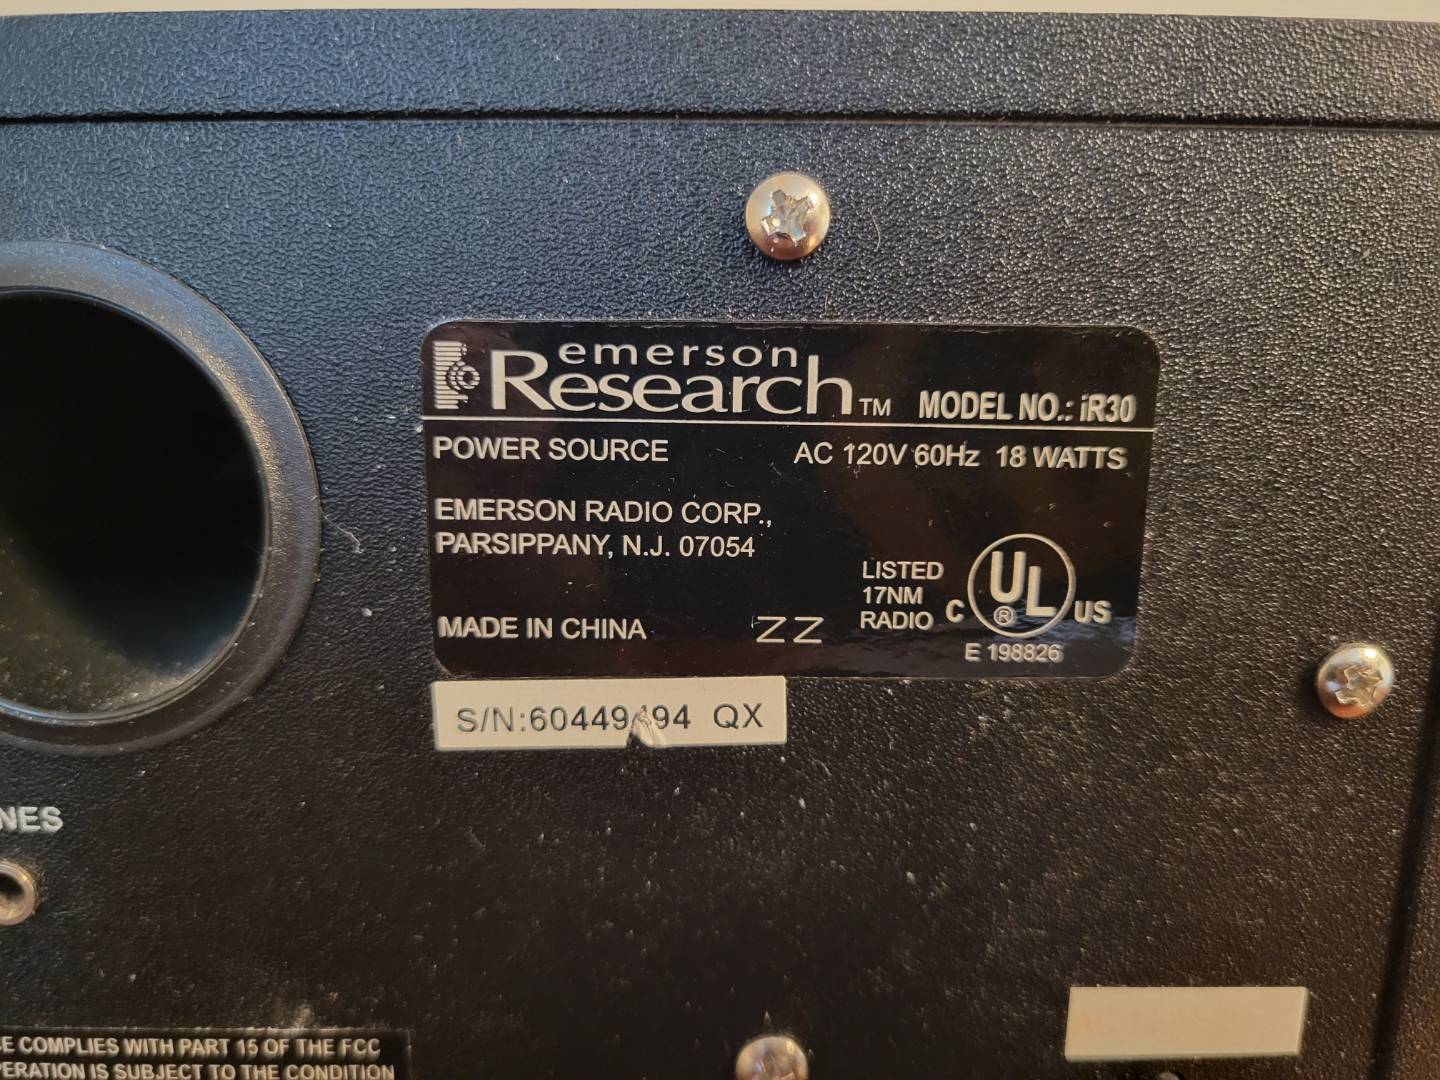 emerson
Research™ MODEL NO.: iR30
POWER SOURCE AC 120V 60Hz 18 WATTS
EMERSON RADIO CORP.,
PARSIPPANY, N.J. 07054
LISTED
17NM
RADIO
C UL ® US
E 198826
MADE IN CHINA ZZ
S/N: QX
COMPLIES WITH PART 15 OF THE FCC
IS SUBJECT TO THE CONDITION